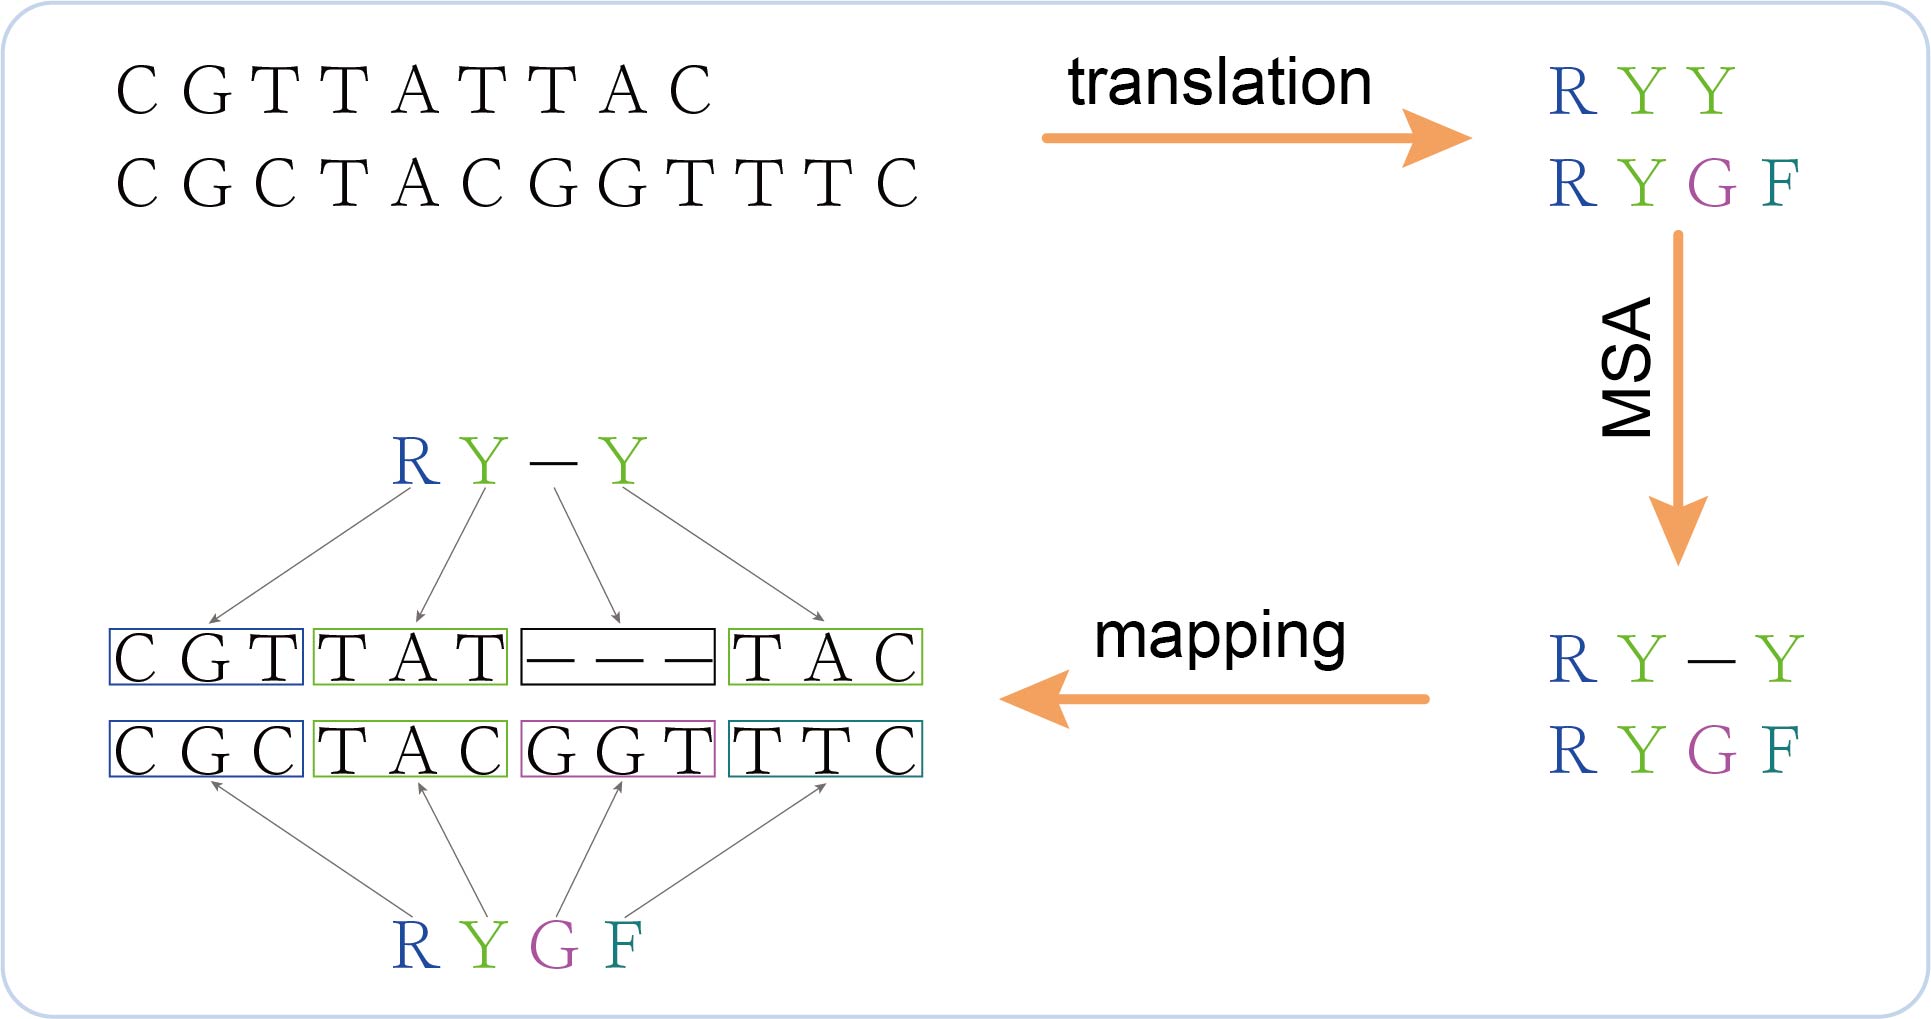 C G T T A T T A C
C G C T A C G G T T T C
translation
R Y Y
R Y G F
MSA
R Y — Y
R Y G F
mapping
R Y — Y
C G T T A T — — — T A C
C G C T A C G G T T T C
R Y G F